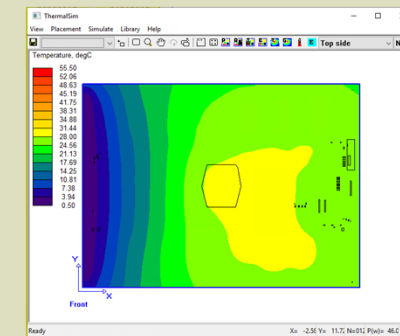 ThermalSim
View Placement Simulate Library Help
Top side
Temperature, degC
55.50
52.06
48.63
45.19
41.75
38.31
34.88
31.44
28.00
24.56
21.13
17.69
14.25
10.81
7.38
3.94
0.50
Y
X
Front
Ready